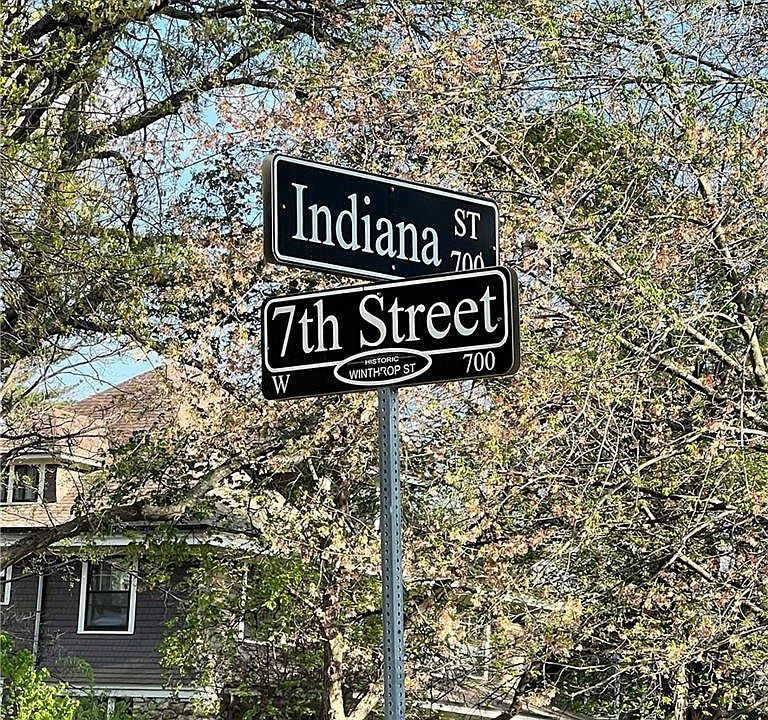 Indiana ST
700
7th Street
HISTORIC
W WINTHROP ST 700